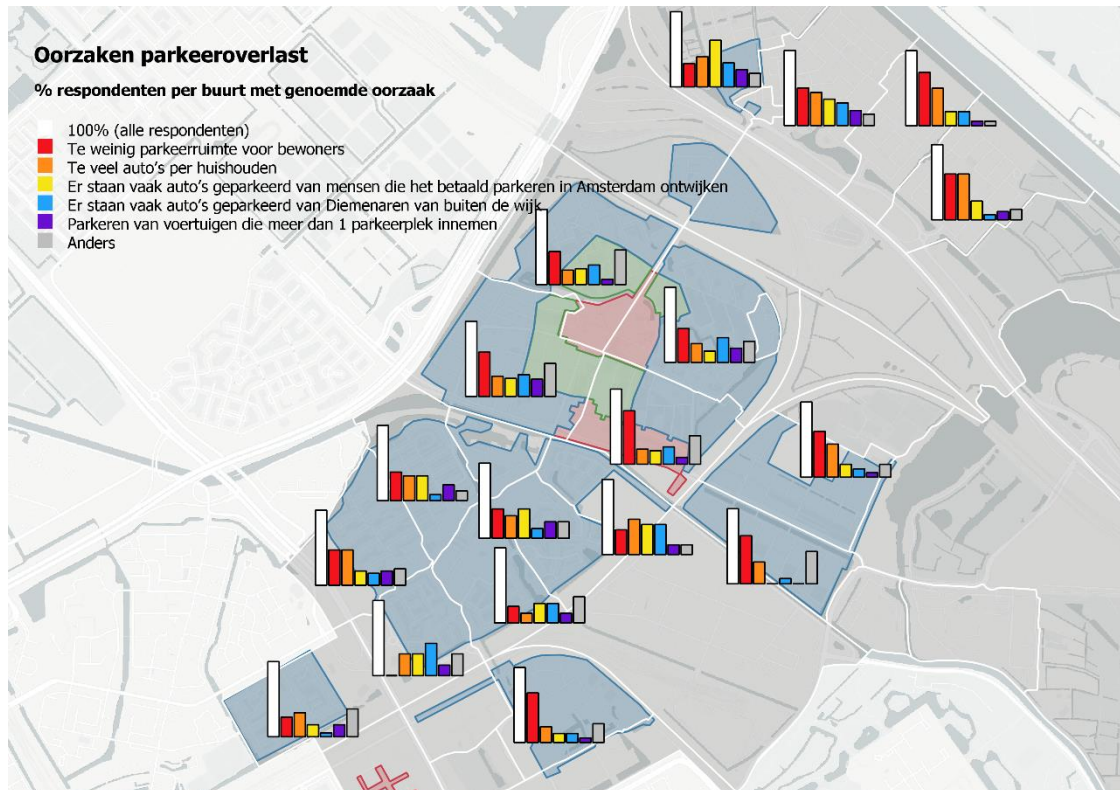 Oorzaken parkeeroverlast
% respondenten per buurt met genoemde oorzaak
100% (alle respondenten)
Te weinig parkeerruimte voor bewoners
Te veel auto's per huishouden
Er staan vaak auto's geparkeerd van mensen die het betaald parkeren in Amsterdam ontwijken
Er staan vaak auto's geparkeerd van Diemenaren van buiten de wijk
Parkeren van voertuigen die meer dan 1 parkeerplek innemen
Anders